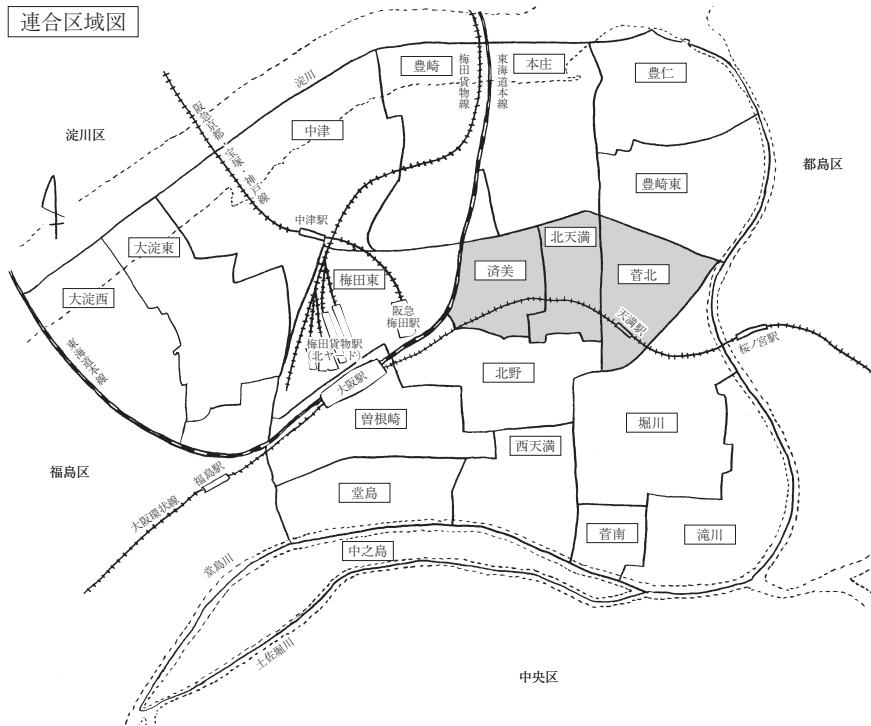 連合区域図
豊崎
梅田貨物線
東海道本線
本庄
豊仁
淀川
阪急京都・宝塚・神戸線
中津
淀川区
豊崎東
都島区
中津駅
大淀東
大淀西
北天満
済美
菅北
梅田東
阪急
梅田駅
天満駅
桜ノ宮駅
梅田貨物駅
(北ヤード)
東海道本線
大阪駅
北野
曽根崎
堀川
西天満
福島区
福島駅
大阪環状線
堂島
菅南
滝川
中之島
堂島川
土佐堀川
中央区